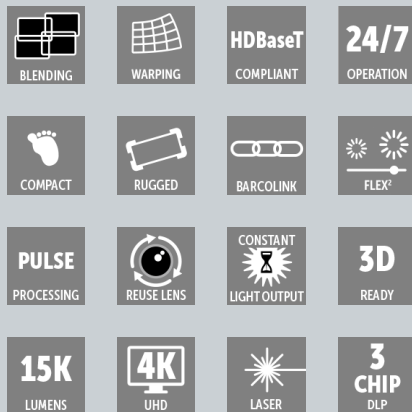 HDBaseT
24/7
BLENDING
WARPING
COMPLIANT
OPERATION
COMPACT
RUGGED
BARCOLINK
FLEX²
PULSE
3D
CONSTANT
PROCESSING
REUSE LENS
LIGHT OUTPUT
READY
15K
4K
3
CHIP
LUMENS
UHD
LASER
DLP